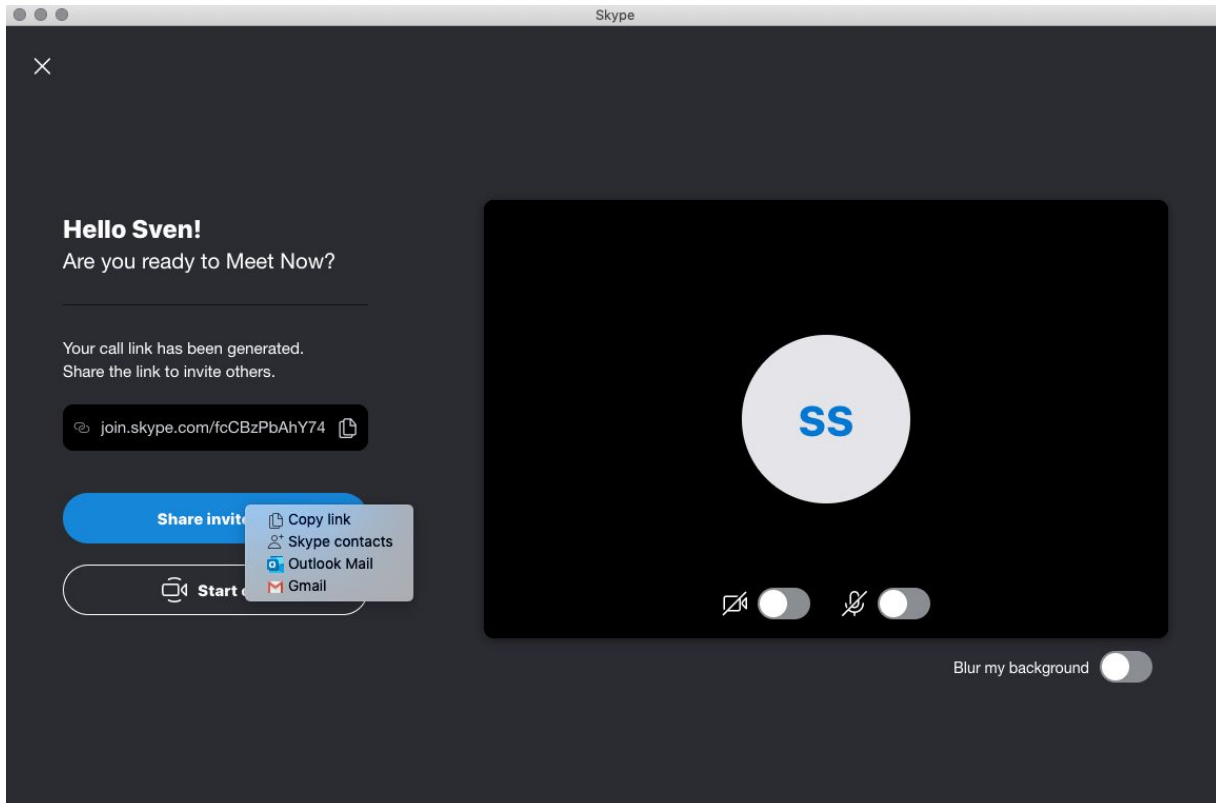 Skype
Hello Sven!
Are you ready to Meet Now?
Your call link has been generated.
Share the link to invite others.
join.skype.com/fcCBzPbAhY74
Share invite
Copy link
Skype contacts
Outlook Mail
Gmail
Start
SS
Blur my background